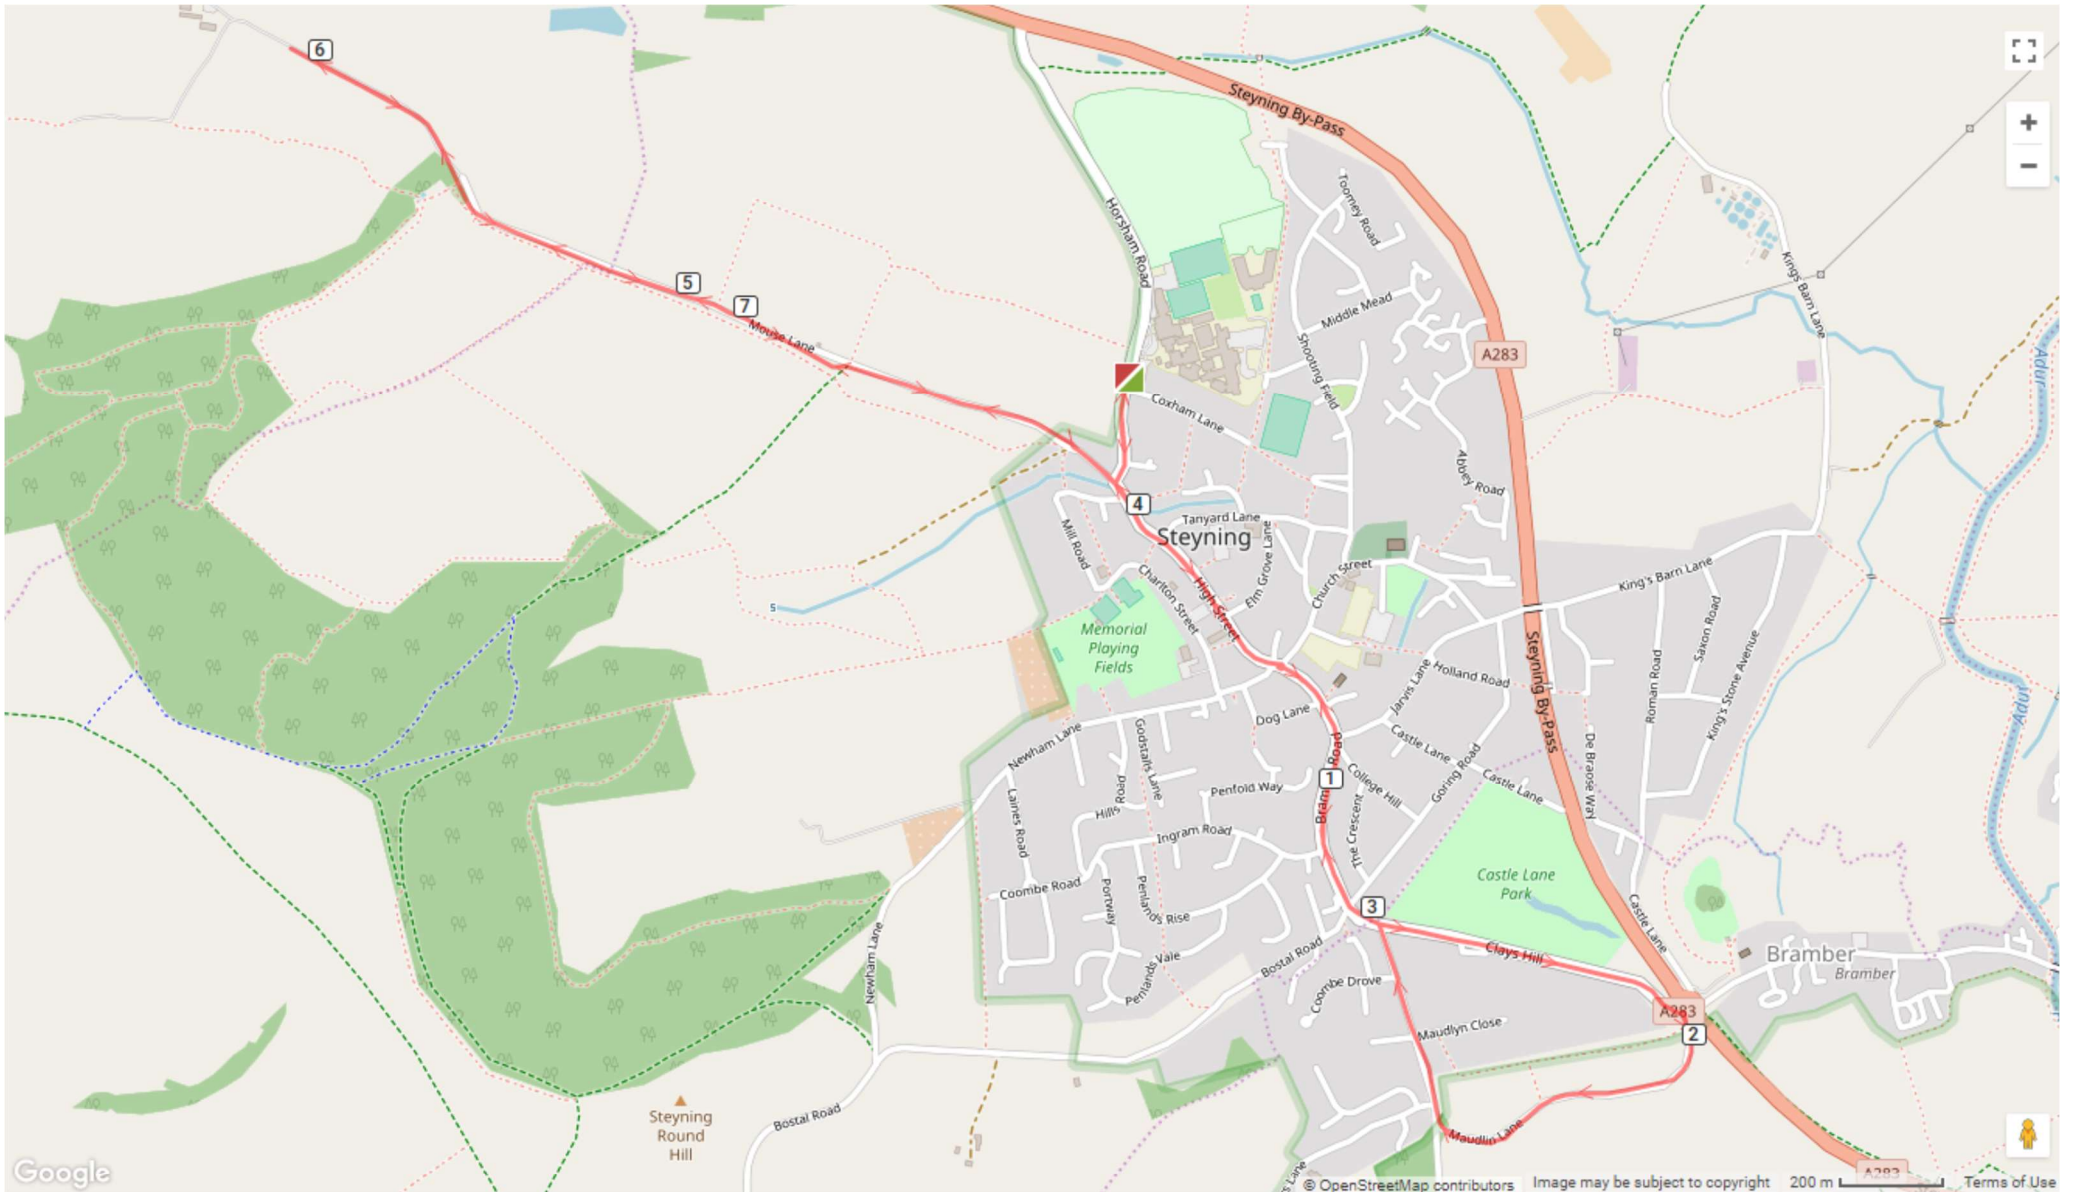 6
Steyning By-Pass
Horsham Road
Toomey Road
Kings Barn Lane
Middle Mead
5
7
Mouse Lane
Shooting Field
A283
Adur
Coxham Lane
Abbey Road
4
Tanyard Lane
Steyning
Mill Road
Elm Grove Lane
Church Street
Charlton Street
High Street
King's Barn Lane
S
Memorial
Playing
Fields
Saxon Road
Roman Road
King's Stone Avenue
Steyning By-Pass
Holland Road
Jarvis Lane
Adur
Dog Lane
Newham Lane
Godstalls Lane
Castle Lane
Castle Lane
De Braose Way
Goring Road
College Hill
1
Bram
Road
Penfold Way
Hills Road
The Crescent
Laines Road
Ingram Road
Castle Lane
Park
Coombe Road
Portway
Penlands Rise
3
Castle Lane
Clays Hill
Bramber
Bramber
Newham Lane
Bostal Road
Penlands Vale
Coombe Drove
A283
2
Maudlyn Close
Steyning
Round
Hill
Bostal Road
Maudlin Lane
A283
s Lane
Google
© OpenStreetMap contributors
Image may be subject to copyright
200 m
Terms of Use